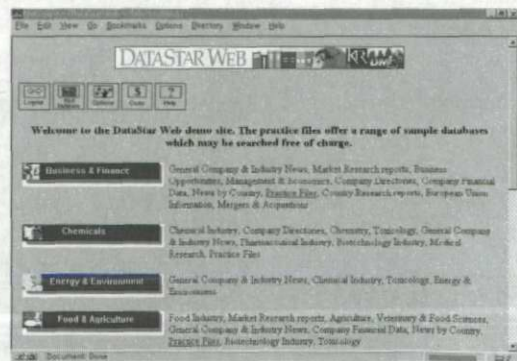 File Edit View Go Bookmarks Options Directory Window Help
DATASTAR WEB KR
Logout Options Costs Help
Welcome to the DataStar Web demo site. The practice files offer a range of sample databases
which may be searched free of charge.
Business & Finance
General Company & Industry News, Market Research reports, Business
Opportunities, Management & Economics, Company Directories, Company Financial
Data, News by Country, Practice Files, Country Research reports, European Union
Information, Mergers & Acquisitions
Chemicals
Chemical Industry, Company Directories, Chemistry, Toxicology, General Company
& Industry News, Pharmaceutical Industry, Biotechnology Industry, Medical
Research, Practice Files
Energy & Environment
General Company & Industry News, Chemical Industry, Toxicology, Energy &
Environment
Food & Agriculture
Food Industry, Market Research reports, Agriculture, Veterinary & Food Sciences,
General Company & Industry News, Company Financial Data, News by Country,
Practice Files, Biotechnology Industry, Toxicology
Document: Done